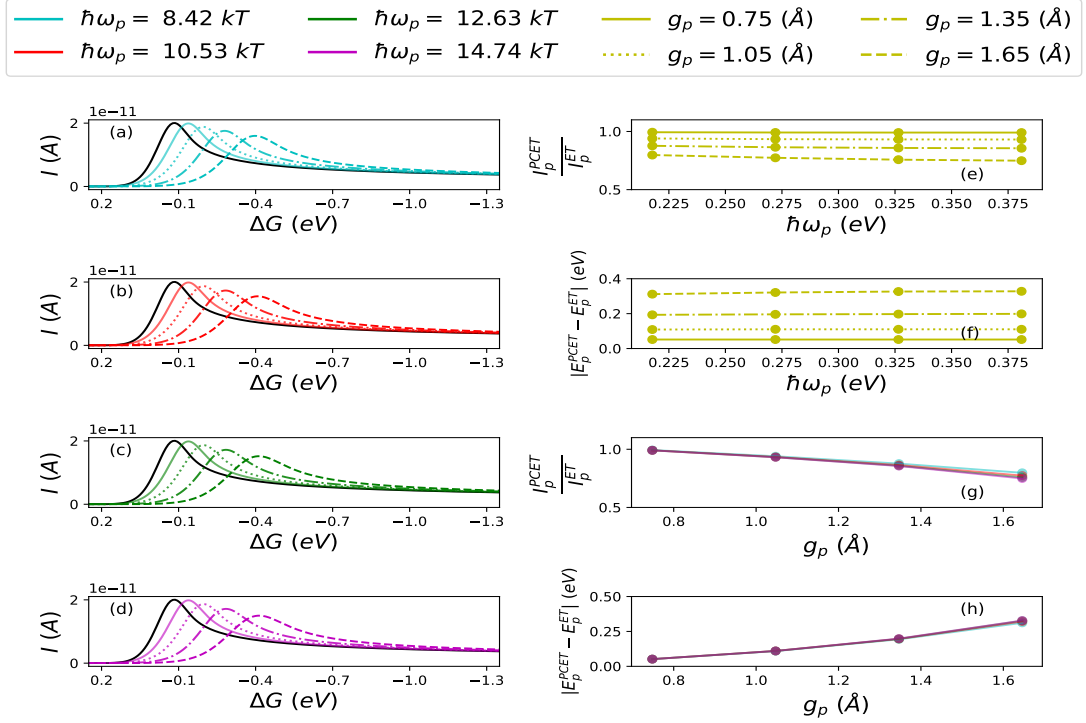 ℏω_p = 8.42 kT
ℏω_p = 12.63 kT
g_p = 0.75 (Å)
g_p = 1.35 (Å)
ℏω_p = 10.53 kT
ℏω_p = 14.74 kT
g_p = 1.05 (Å)
g_p = 1.65 (Å)
1e−11
I (A)
2
0
(a)
0.2 −0.1 −0.4 −0.7 −1.0 −1.3
ΔG (eV)
I_p^PCET / I_p^ET
1.0
0.5
(e)
0.225 0.250 0.275 0.300 0.325 0.350 0.375
ℏω_p (eV)
1e−11
I (A)
2
0
(b)
0.2 −0.1 −0.4 −0.7 −1.0 −1.3
ΔG (eV)
|E_p^PCET − E_p^ET| (eV)
0.4
0.2
0.0
(f)
0.225 0.250 0.275 0.300 0.325 0.350 0.375
ℏω_p (eV)
1e−11
I (A)
2
0
(c)
0.2 −0.1 −0.4 −0.7 −1.0 −1.3
ΔG (eV)
I_p^PCET / I_p^ET
1.0
0.5
(g)
0.8 1.0 1.2 1.4 1.6
g_p (Å)
1e−11
I (A)
2
0
(d)
0.2 −0.1 −0.4 −0.7 −1.0 −1.3
ΔG (eV)
|E_p^PCET − E_p^ET| (eV)
0.50
0.25
0.00
(h)
0.8 1.0 1.2 1.4 1.6
g_p (Å)